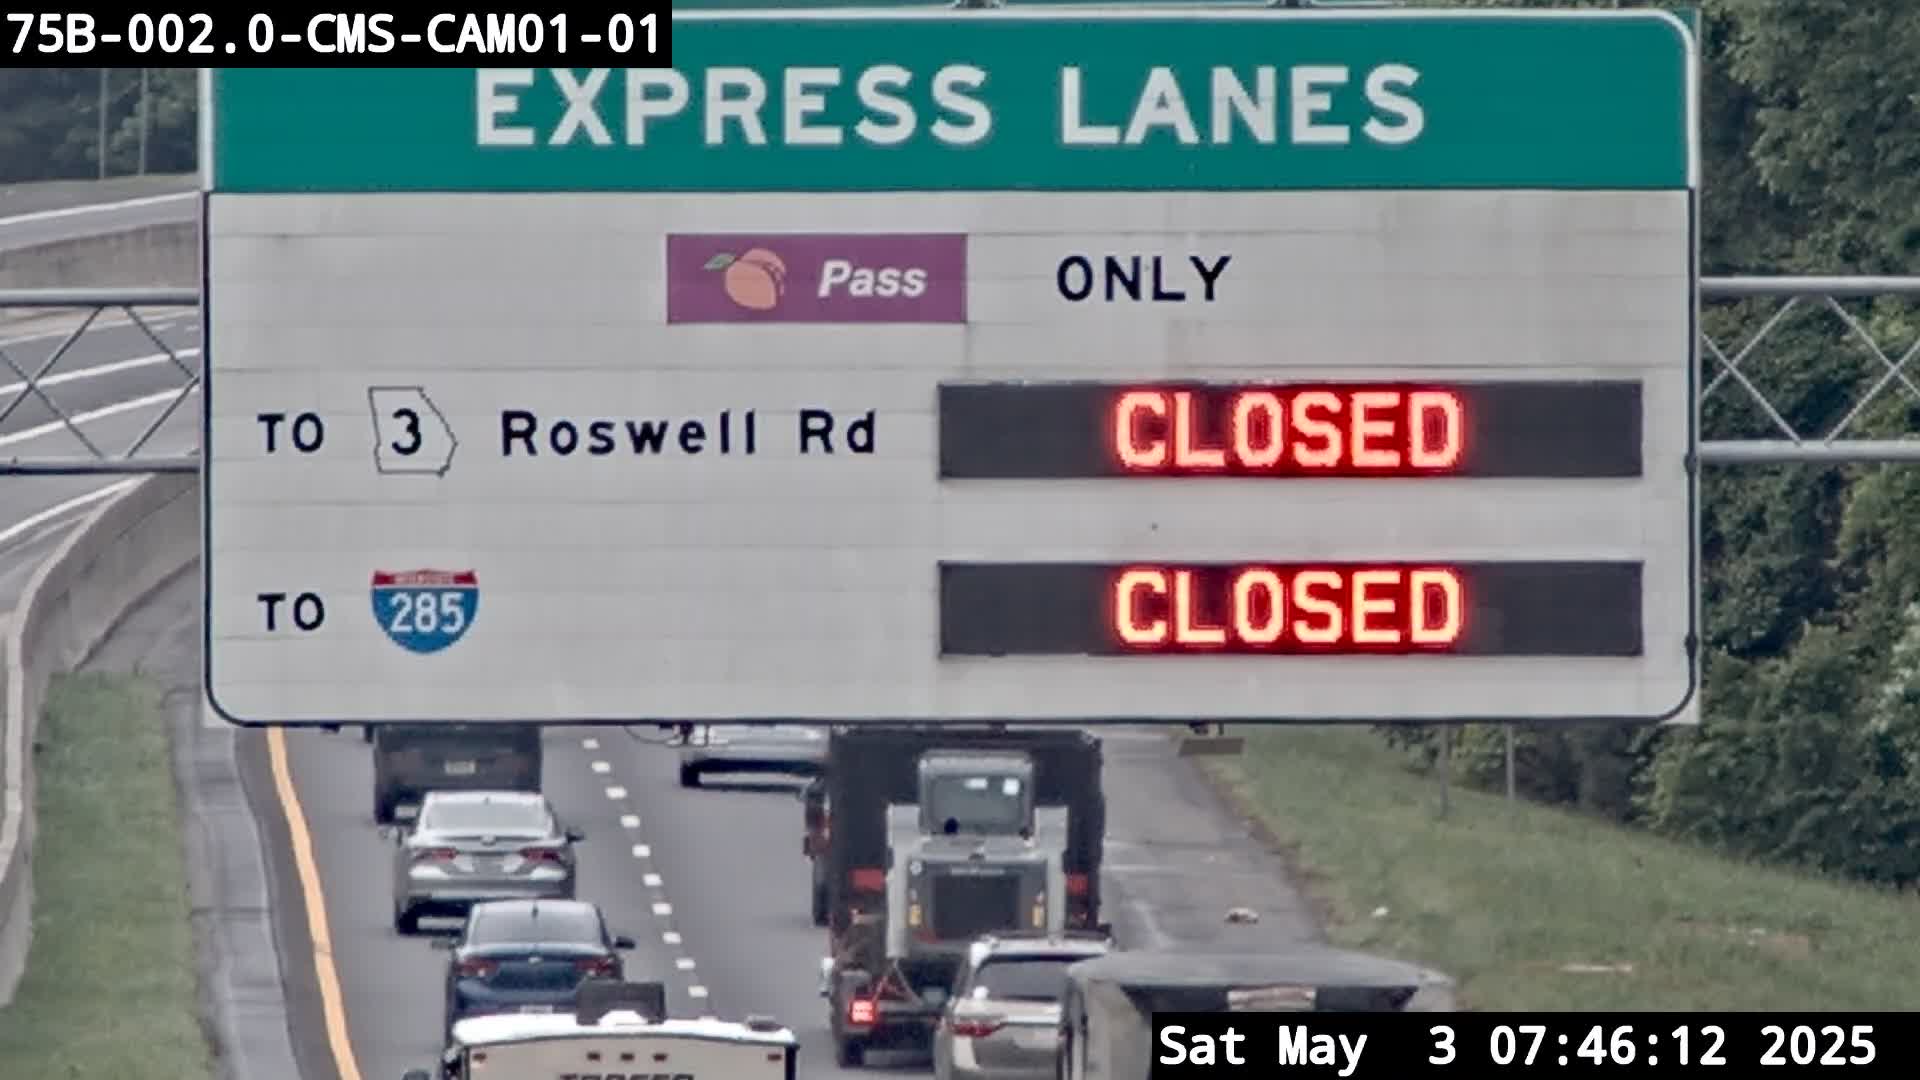 75B-002.0-CMS-CAM01-01
EXPRESS LANES
Pass ONLY
TO 3 Roswell Rd CLOSED
TO 285 CLOSED
Sat May 3 07:46:12 2025